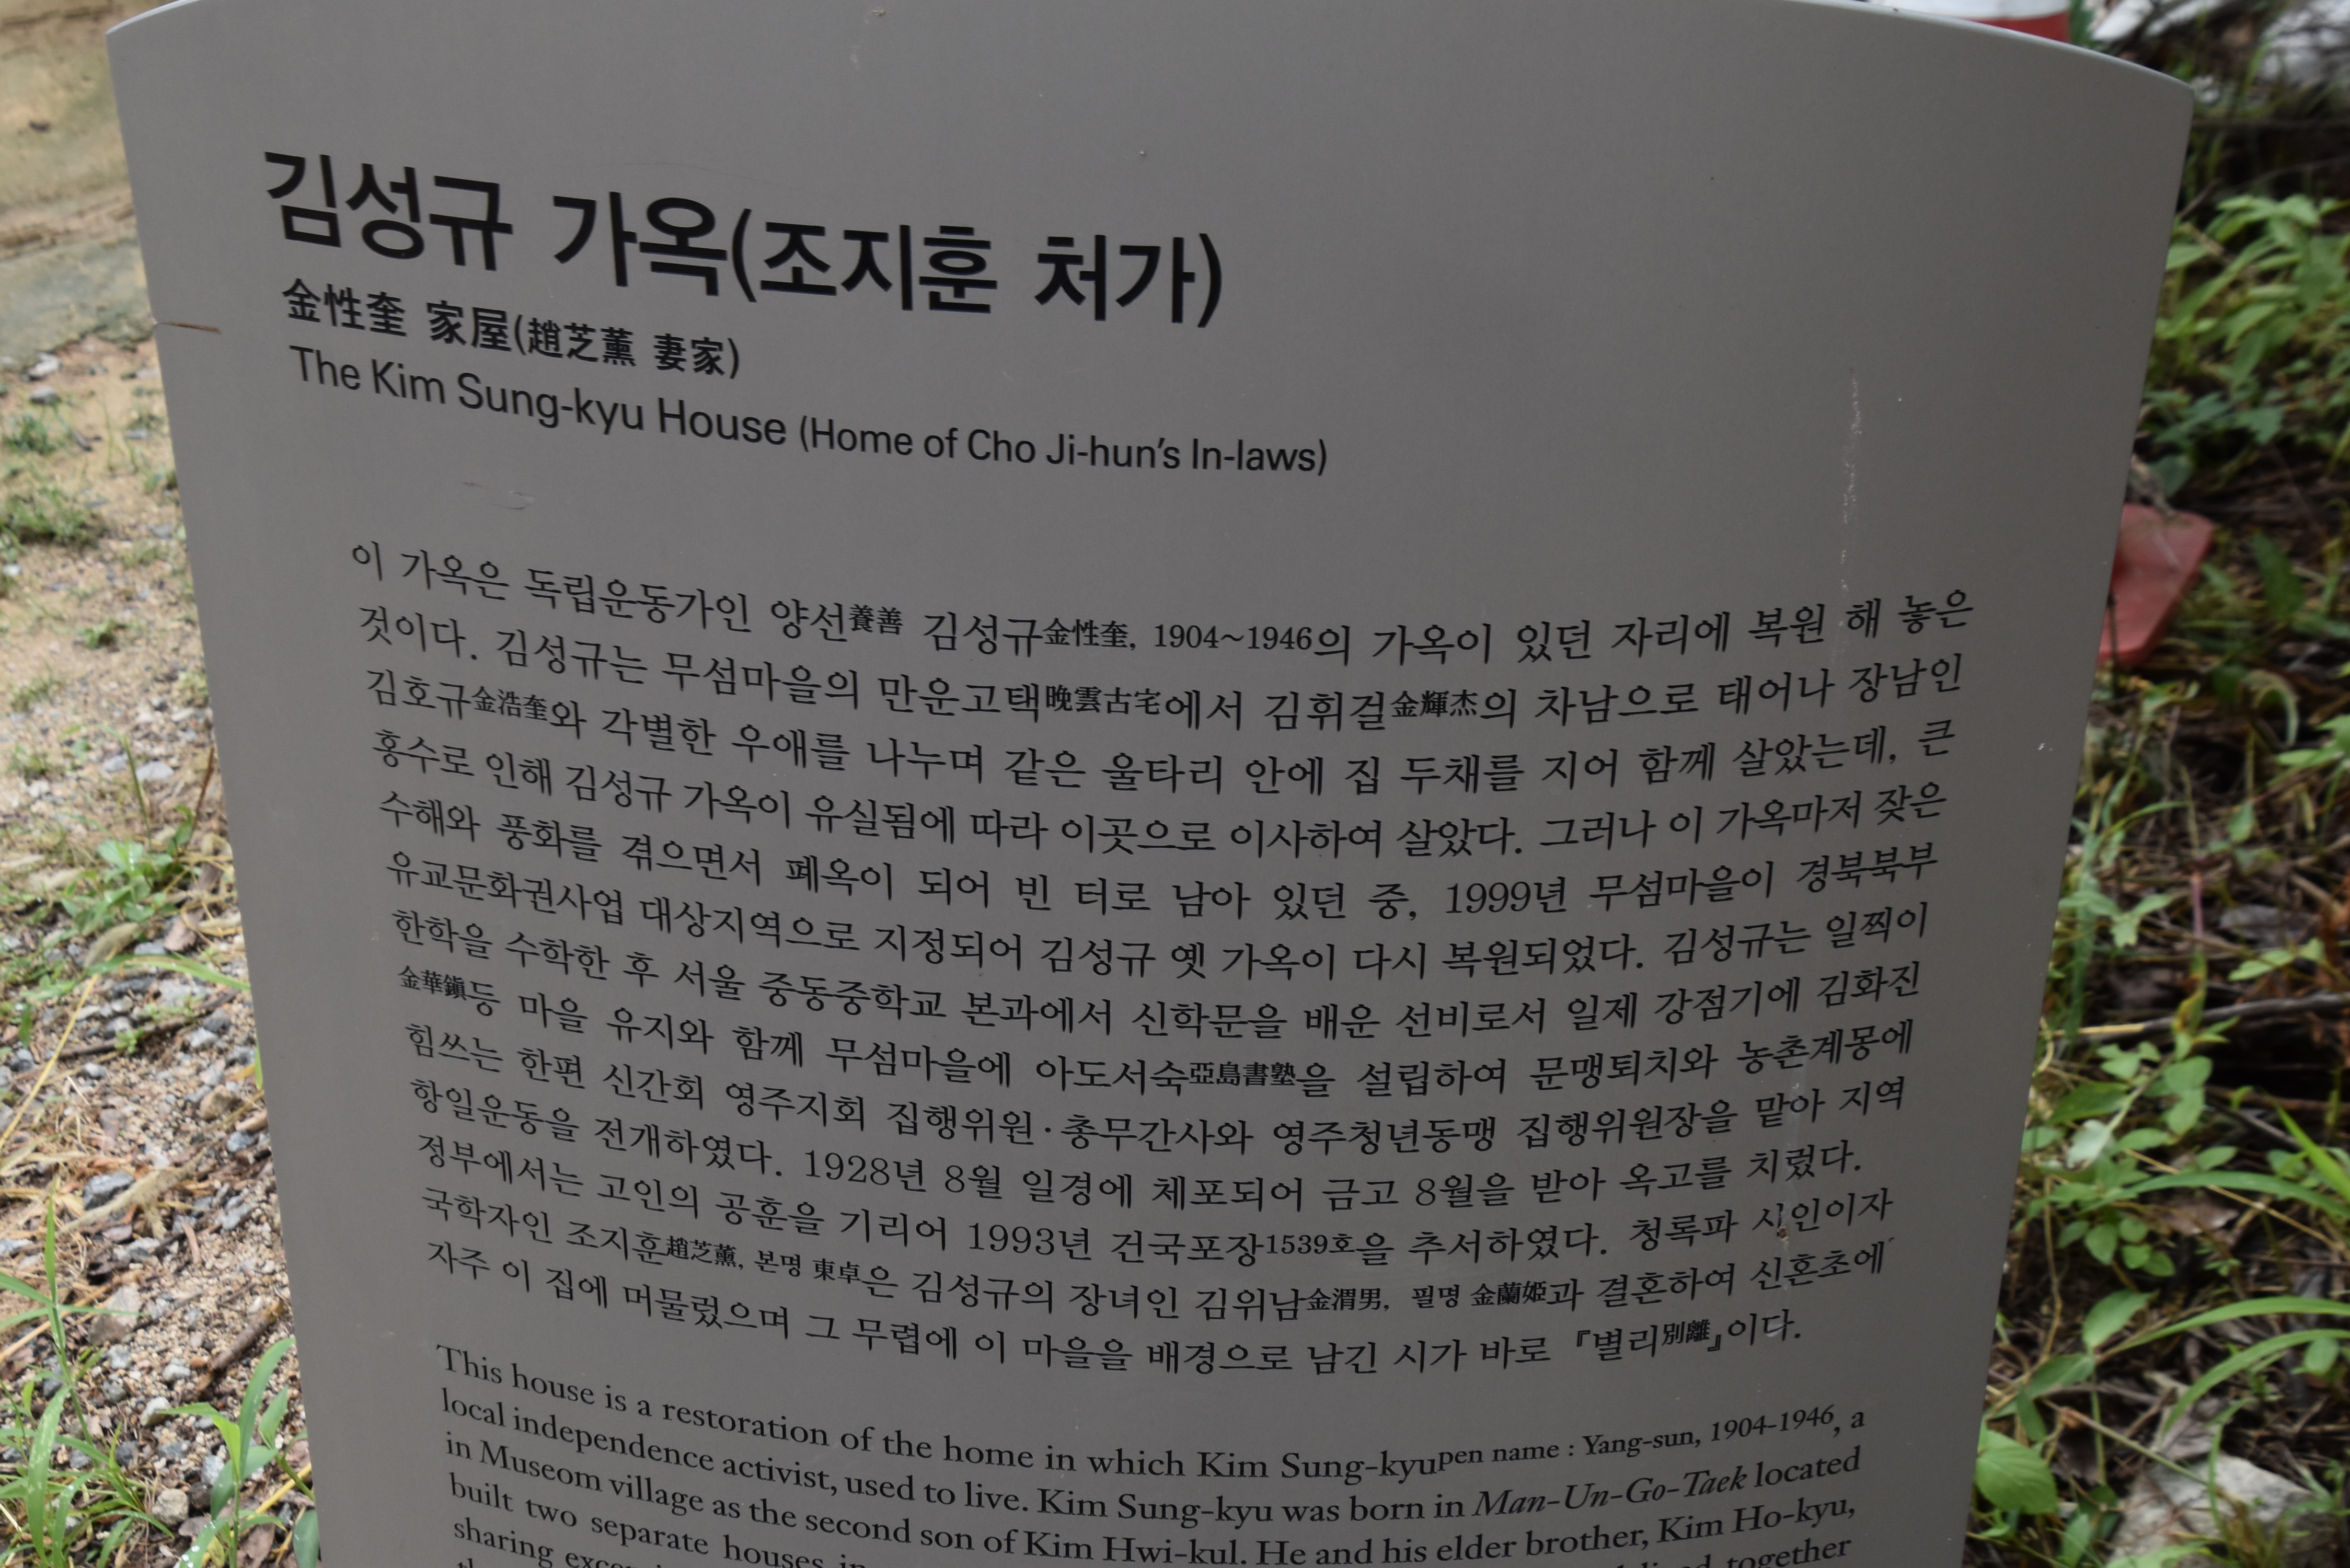 김성규 가옥(조지훈 처가)
金性奎 家屋(趙芝薰 妻家)
The Kim Sung-kyu House (Home of Cho Ji-hun's In-laws)
이 가옥은 독립운동가인 양선養善 김성규金性奎, 1904~1946의 가옥이 있던 자리에 복원 해 놓은
것이다. 김성규는 무섬마을의 만운고택晩雲古宅에서 김휘걸金輝杰의 차남으로 태어나 장남인
김호규金浩奎와 각별한 우애를 나누며 같은 울타리 안에 집 두채를 지어 함께 살았는데, 큰
홍수로 인해 김성규 가옥이 유실됨에 따라 이곳으로 이사하여 살았다. 그러나 이 가옥마저 잦은
수해와 풍화를 겪으면서 폐옥이 되어 빈 터로 남아 있던 중, 1999년 무섬마을이 경북북부
유교문화권사업 대상지역으로 지정되어 김성규 옛 가옥이 다시 복원되었다. 김성규는 일찍이
한학을 수학한 후 서울 중동중학교 본과에서 신학문을 배운 선비로서 일제 강점기에 김화진
金華鎭등 마을 유지와 함께 무섬마을에 아도서숙亞島書塾을 설립하여 문맹퇴치와 농촌계몽에
힘쓰는 한편 신간회 영주지회 집행위원·총무간사와 영주청년동맹 집행위원장을 맡아 지역
항일운동을 전개하였다. 1928년 8월 일경에 체포되어 금고 8월을 받아 옥고를 치렀다.
정부에서는 고인의 공훈을 기리어 1993년 건국포장1539호을 추서하였다. 청록파 시인이자
국학자인 조지훈趙芝薰, 본명 東卓은 김성규의 장녀인 김위남金渭男, 필명 金蘭姬과 결혼하여 신혼초에
자주 이 집에 머물렀으며 그 무렵에 이 마을을 배경으로 남긴 시가 바로 『별리別離』이다.
This house is a restoration of the home in which Kim Sung-kyu pen name : Yang-sun, 1904-1946, a
local independence activist, used to live. Kim Sung-kyu was born in Man-Un-Go-Taek located
in Museom village as the second son of Kim Hwi-kul. He and his elder brother, Kim Ho-kyu,
built two separate houses together
sharing